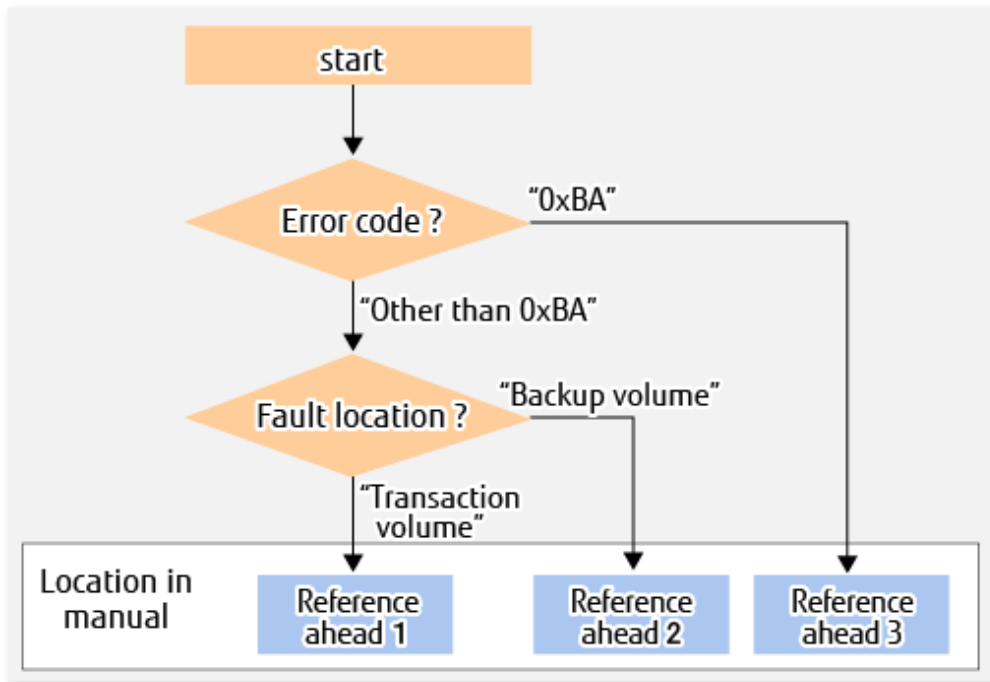 start
Error code ?
“0xBA”
“Other than 0xBA”
Fault location ?
“Backup volume”
“Transaction
volume”
Location in
manual
Reference
ahead 1
Reference
ahead 2
Reference
ahead 3